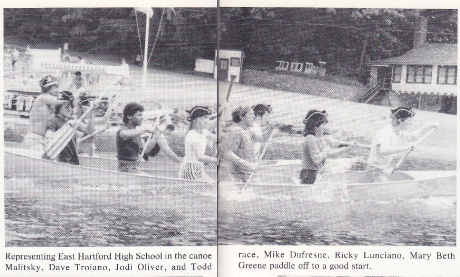 Representing East Hartford High School in the canoe
Malitsky, Dave Troiano, Jodi Oliver, and Todd
race, Mike Dufresne, Ricky Lunciano, Mary Beth
Greene paddle off to a good start.